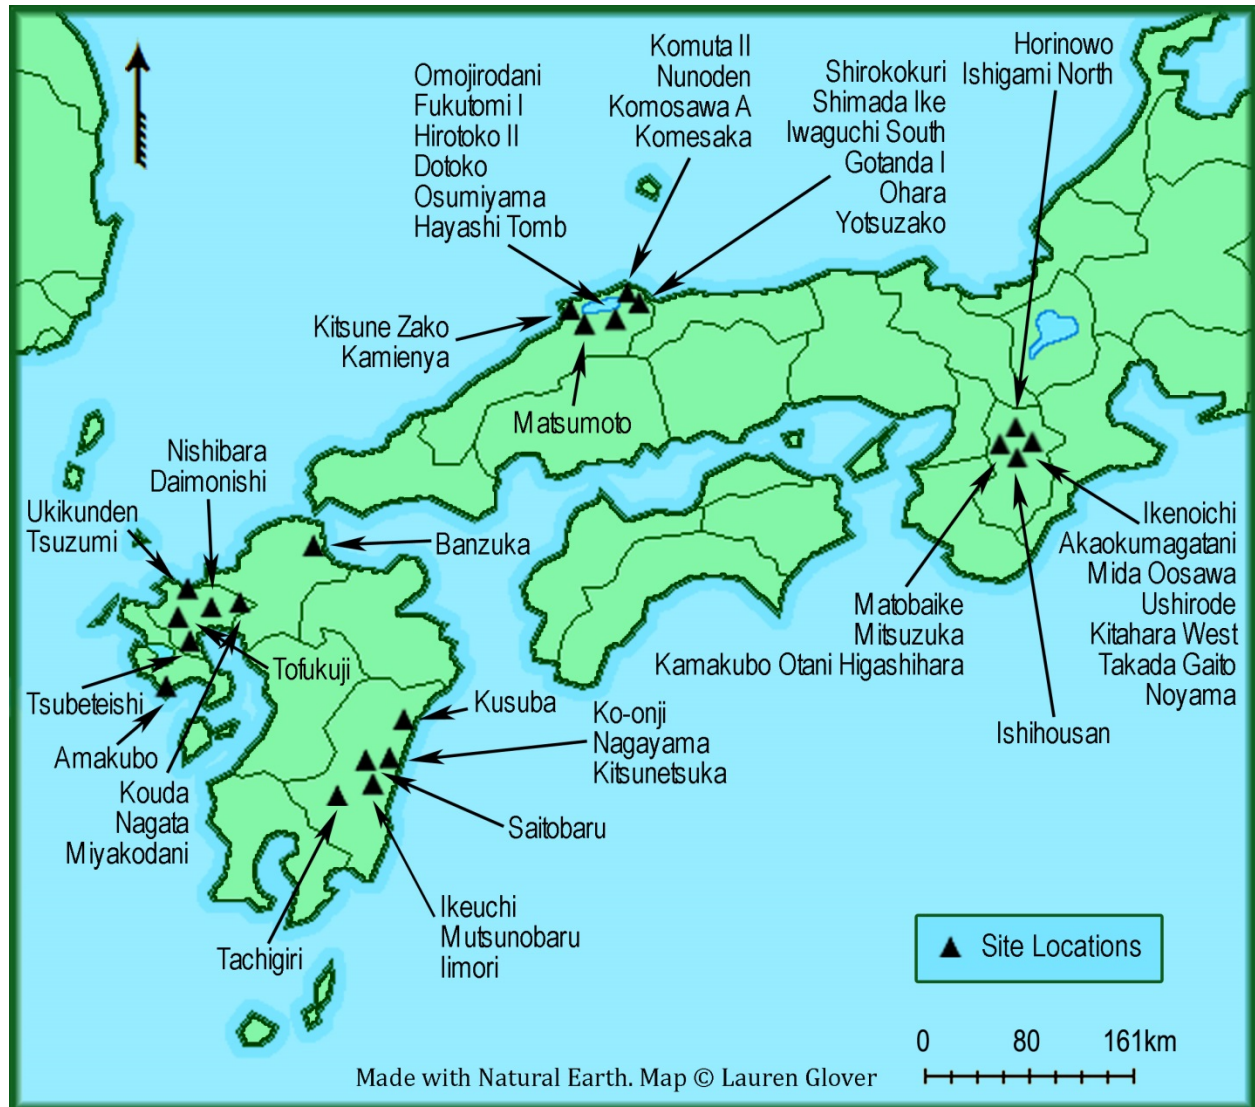 Komuta II
Nunoden
Komosawa A
Komesaka
Horinowo
Ishigami North
Omojirodani
Fukutomi I
Hirotoko II
Dotoko
Osumiyama
Hayashi Tomb
Shirokokuri
Shimada Ike
Iwaguchi South
Gotanda I
Ohara
Yotsuzako
Kitsune Zako
Kamienya
Matsumoto
Nishibara
Daimonishi
Ukikunden
Tsuzumi
Banzuka
Ikenoichi
Akaokumagatani
Mida Oosawa
Ushirode
Kitahara West
Takada Gaito
Noyama
Matobaike
Mitsuzuka
Kamakubo Otani Higashihara
Ishihousan
Tofukuji
Tsubeteishi
Amakubo
Kouda
Nagata
Miyakodani
Kusuba
Ko-onji
Nagayama
Kitsunetsuka
Saitobaru
Ikeuchi
Mutsunobaru
Iimori
Tachigiri
Site Locations
0 80 161km
Made with Natural Earth. Map © Lauren Glover